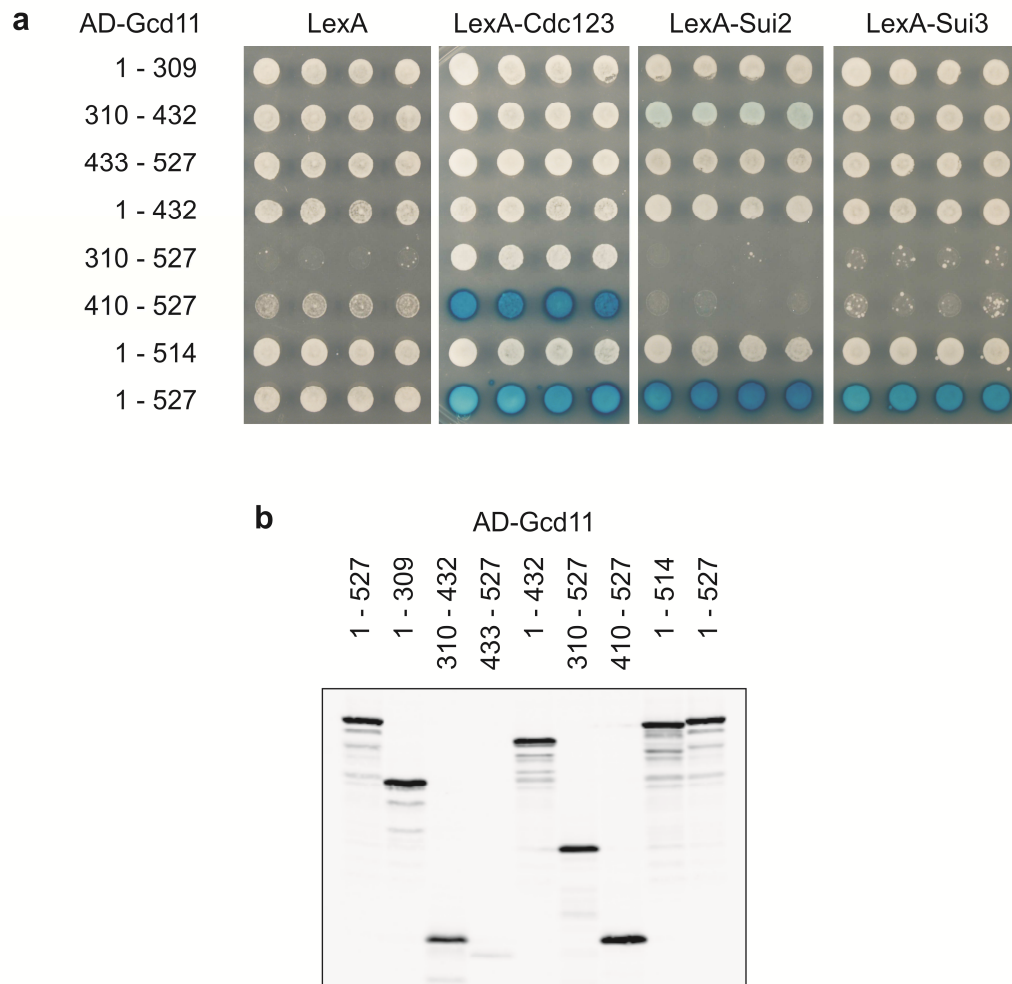 a AD-Gcd11 LexA LexA-Cdc123 LexA-Sui2 LexA-Sui3
1 - 309
310 - 432
433 - 527
1 - 432
310 - 527
410 - 527
1 - 514
1 - 527
b
AD-Gcd11
1 - 527
1 - 309
310 - 432
433 - 527
1 - 432
310 - 527
410 - 527
1 - 514
1 - 527